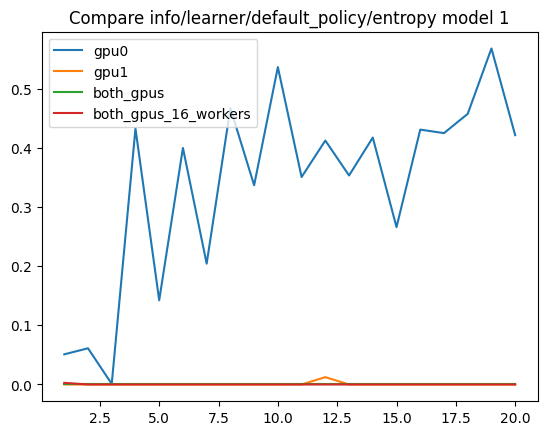 Compare info/learner/default_policy/entropy model 1
gpu0
gpu1
both_gpus
both_gpus_16_workers
0.5
0.4
0.3
0.2
0.1
0.0
2.5 5.0 7.5 10.0 12.5 15.0 17.5 20.0